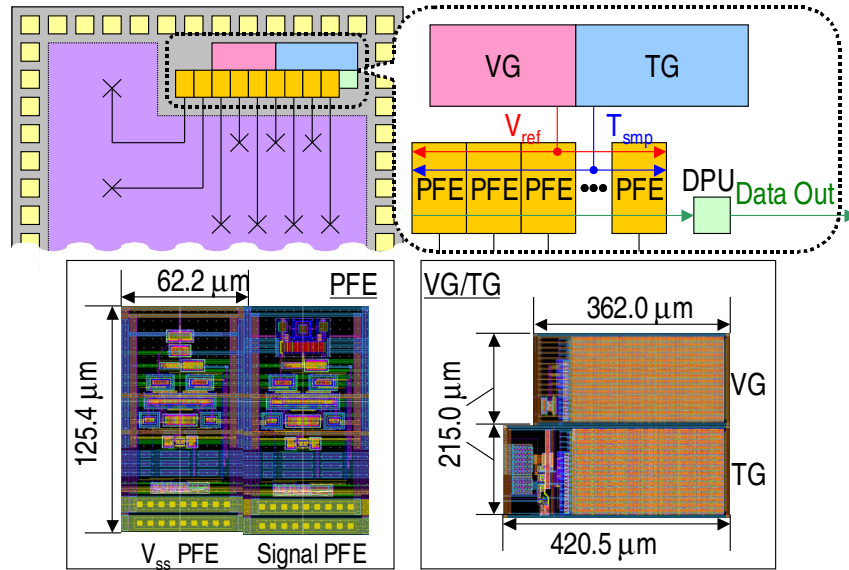 VG TG
V_ref T_smp
PFE PFE PFE ••• PFE
DPU
Data Out
62.2 μm
PFE
125.4 μm
V_ss PFE Signal PFE
VG/TG
362.0 μm
VG
215.0 μm
TG
420.5 μm